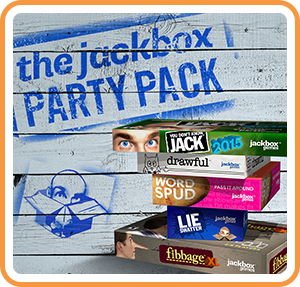 the jackbox
PARTY PACK
YOU DON'T KNOW
JACK
2015
jackbox
games
drawful
jackbox
games
WORD
SPUD
PASS IT AROUND
jackbox
games
LIE
SWATTER
jackbox
games
fibbage XL
jackbox
games